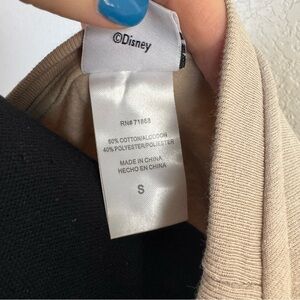 ©Disney
RN# 71868
60% COTTON/ALGODON
40% POLYESTER/POLIESTER
MADE IN CHINA
HECHO EN CHINA
S